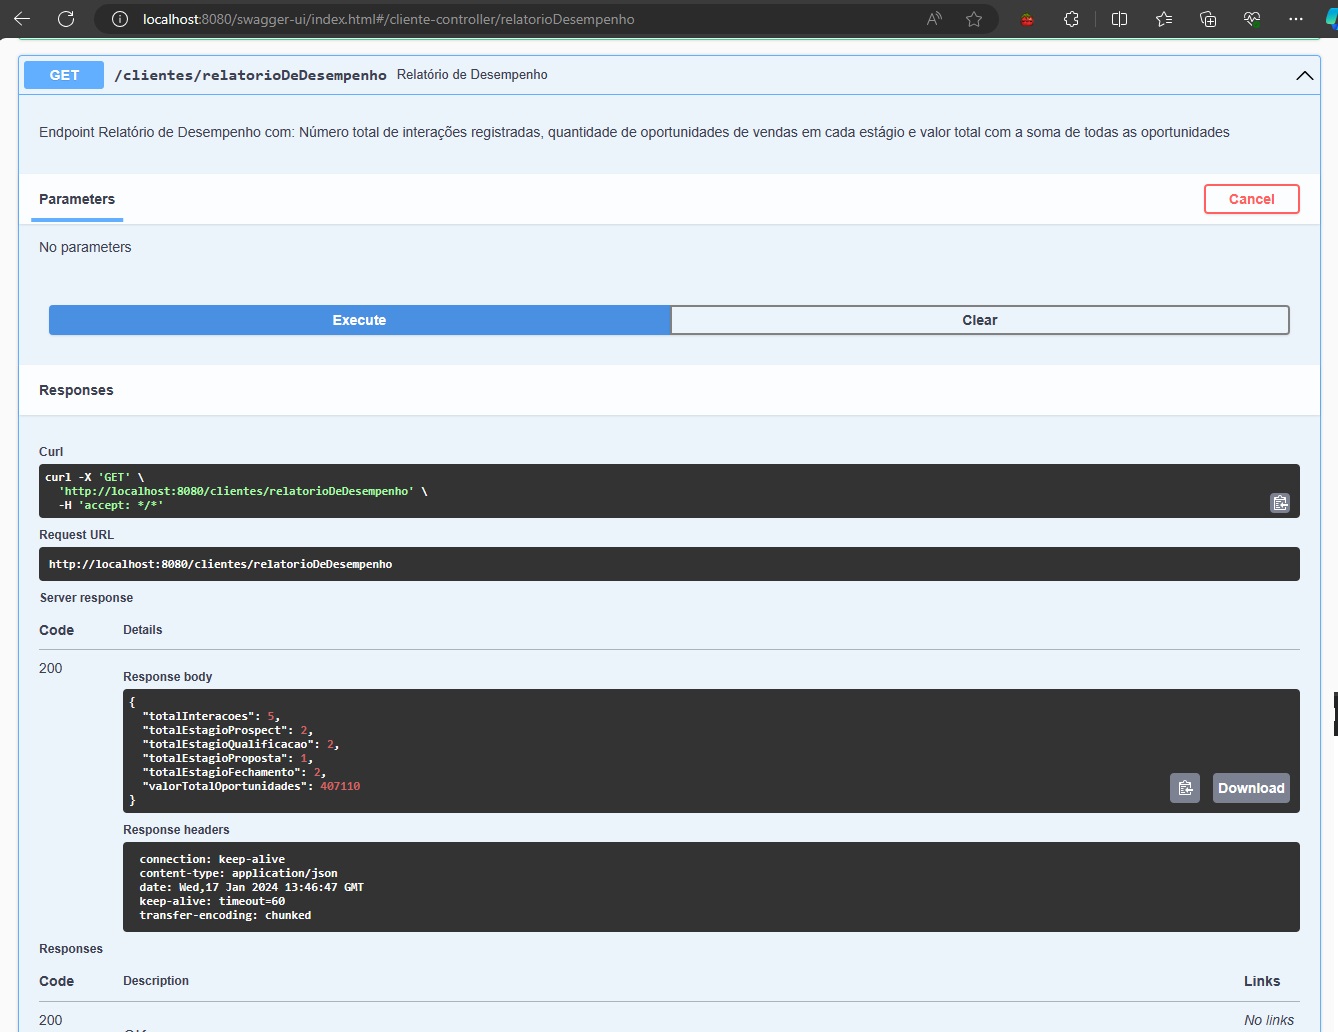 localhost:8080/swagger-ui/index.html#/cliente-controller/relatorioDesempenho
GET /clientes/relatorioDeDesempenho Relatório de Desempenho
Endpoint Relatório de Desempenho com: Número total de interações registradas, quantidade de oportunidades de vendas em cada estágio e valor total com a soma de todas as oportunidades
Parameters
Cancel
No parameters
Execute
Clear
Responses
Curl
curl -X 'GET' \
'http://localhost:8080/clientes/relatorioDeDesempenho' \
-H 'accept: */*'
Request URL
http://localhost:8080/clientes/relatorioDeDesempenho
Server response
Code Details
200
Response body
{
"totalInteracoes": 5,
"totalEstagioProspect": 2,
"totalEstagioQualificacao": 2,
"totalEstagioProposta": 1,
"totalEstagioFechamento": 2,
"valorTotalOportunidades": 407110
}
Download
Response headers
connection: keep-alive
content-type: application/json
date: Wed,17 Jan 2024 13:46:47 GMT
keep-alive: timeout=60
transfer-encoding: chunked
Responses
Code Description Links
200 No links